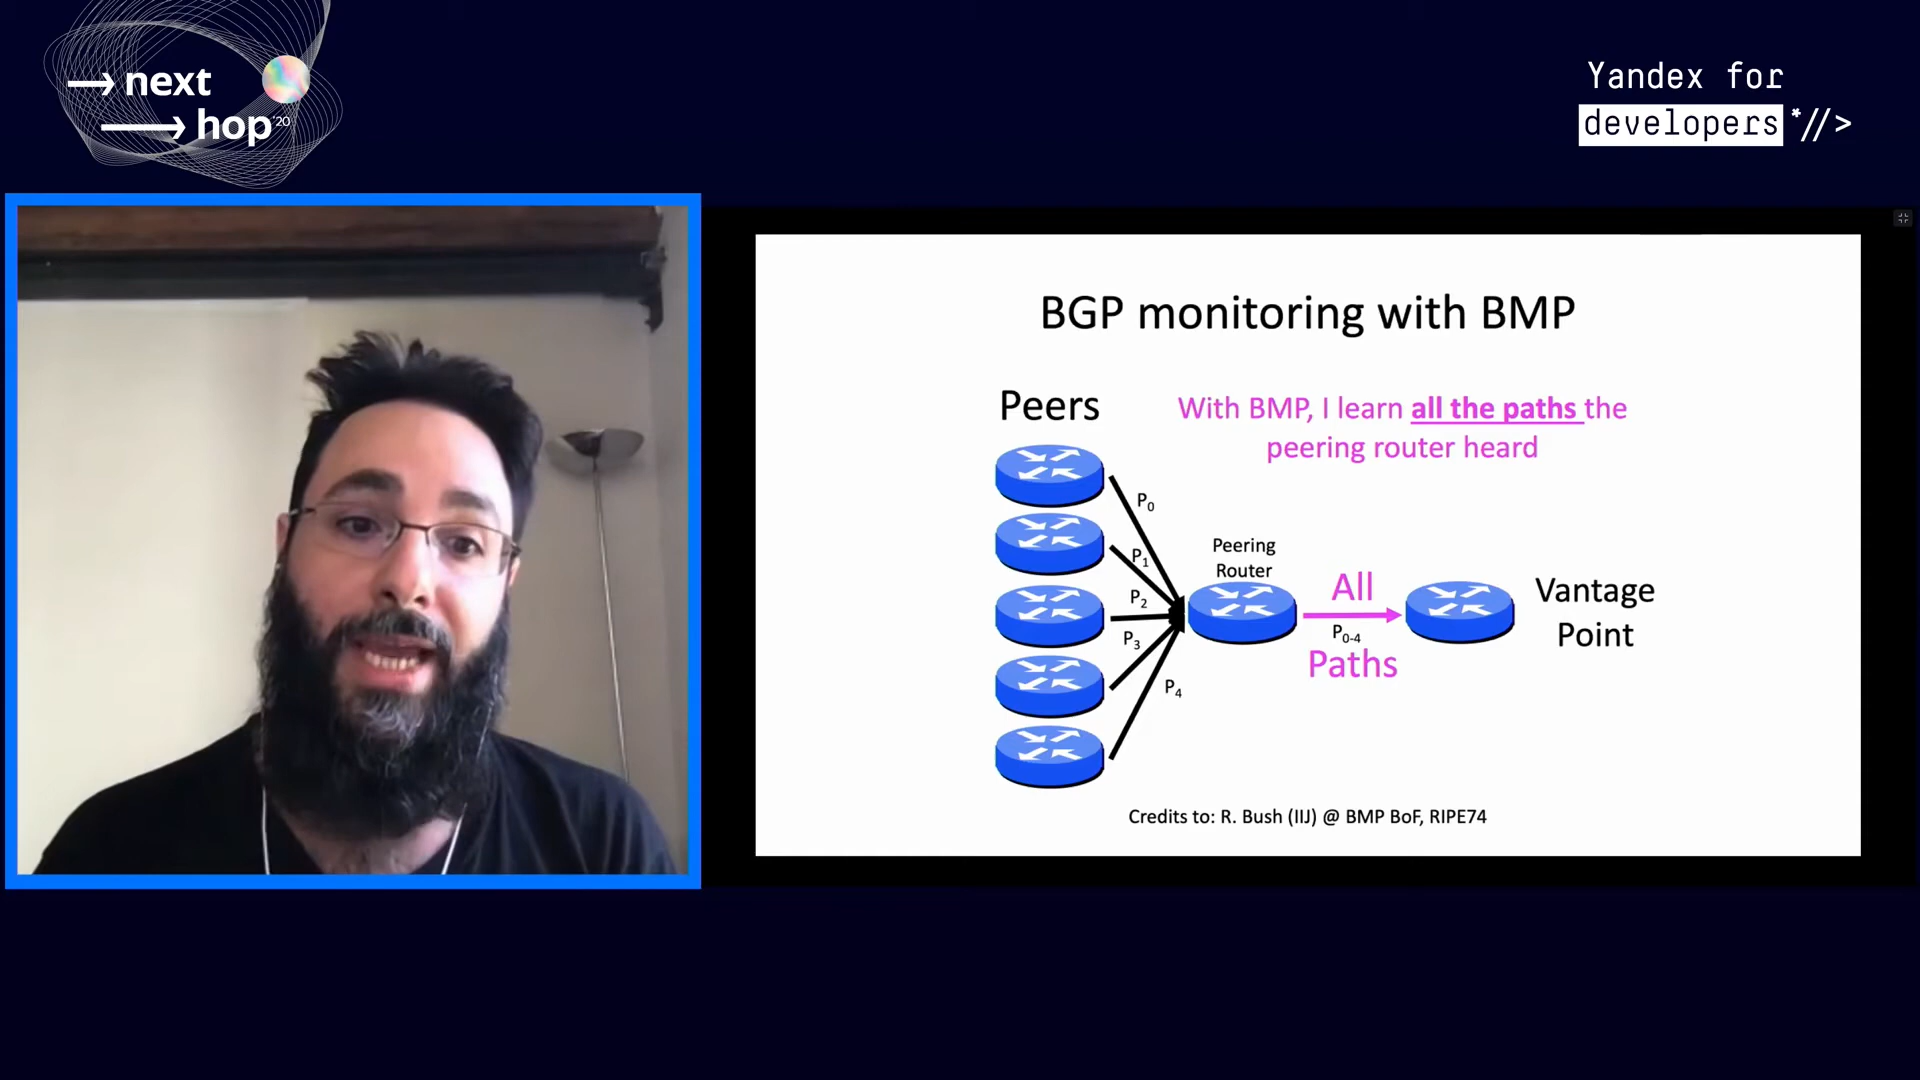 next
hop '20
Yandex for
developers *//>
BGP monitoring with BMP
Peers
With BMP, I learn all the paths the
peering router heard
P0
P1
P2
P3
P4
Peering
Router
All
P0-4
Paths
Vantage
Point
Credits to: R. Bush (IIJ) @ BMP BoF, RIPE74